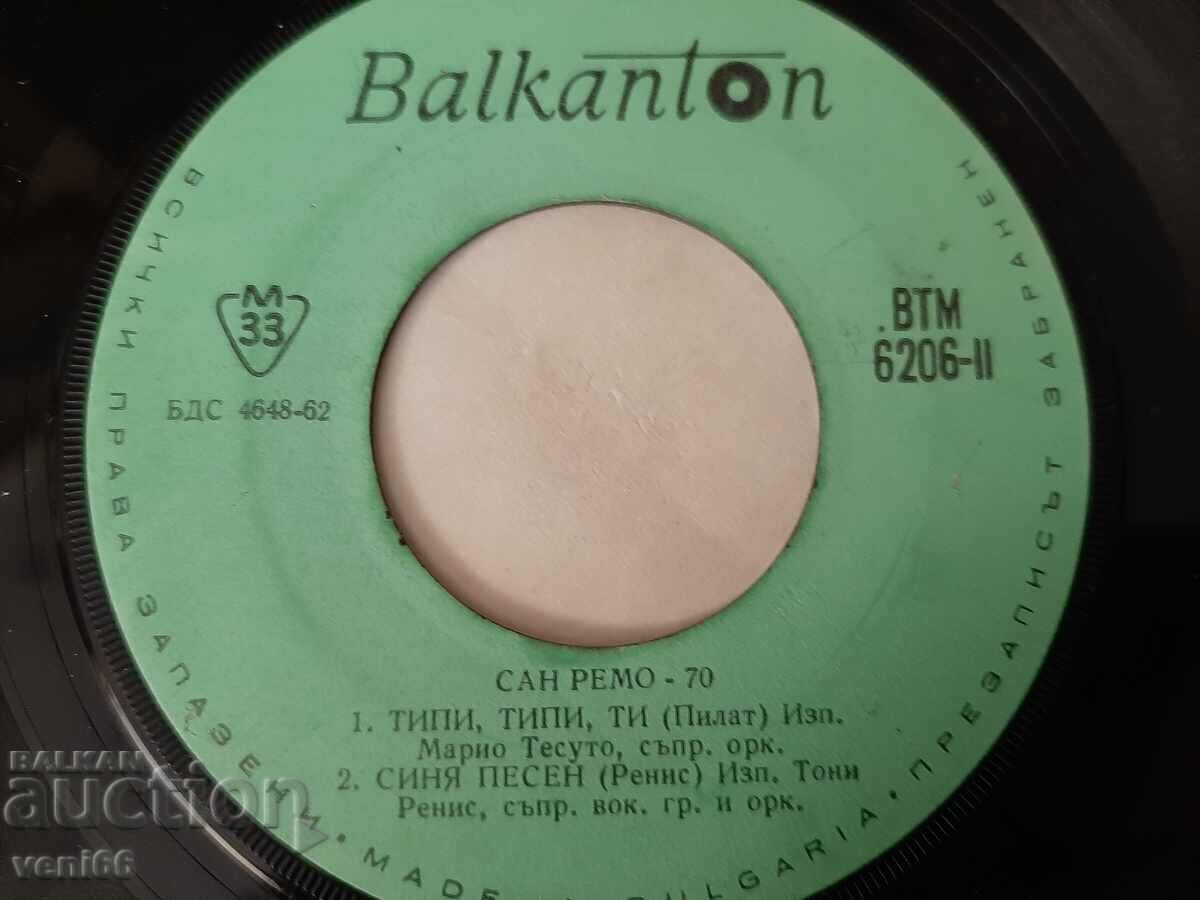 Balkanton
M
33
БДС 4648-62
ВТМ
6206-II
САН РЕМО - 70
1. ТИПИ, ТИПИ, ТИ (Пилат) Изп.
Марио Тесуто, съпр. орк.
2. СИНЯ ПЕСЕН (Ренис) Изп. Тони
Ренис, съпр. вок. гр. и орк.
ВСИЧКИ ПРАВА ЗАПАЗЕНИ • MADE BULGARIA • ПРЕЗАПИСЪТ ЗАБРАНЕН
BALKAN
auction
veni66